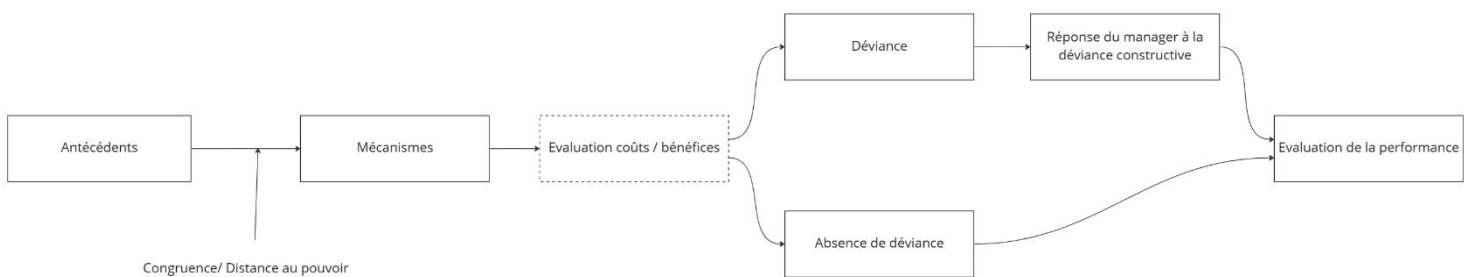 Antécédents
Mécanismes
Evaluation coûts / bénéfices
Déviance
Réponse du manager à la
déviance constructive
Absence de déviance
Evaluation de la performance
Congruence/ Distance au pouvoir